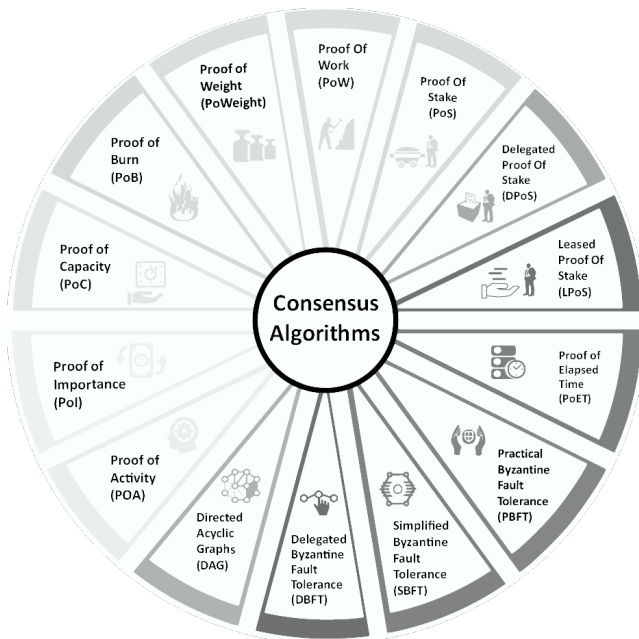 Consensus
Algorithms
Proof Of
Work
(PoW)
Proof Of
Stake
(PoS)
Delegated
Proof Of
Stake
(DPoS)
Leased
Proof Of
Stake
(LPoS)
Proof of
Elapsed
Time
(PoET)
Practical
Byzantine
Fault
Tolerance
(PBFT)
Simplified
Byzantine
Fault
Tolerance
(SBFT)
Delegated
Byzantine
Fault
Tolerance
(DBFT)
Directed
Acyclic
Graphs
(DAG)
Proof of
Activity
(POA)
Proof of
Importance
(PoI)
Proof of
Capacity
(PoC)
Proof of
Burn
(PoB)
Proof of
Weight
(PoWeight)